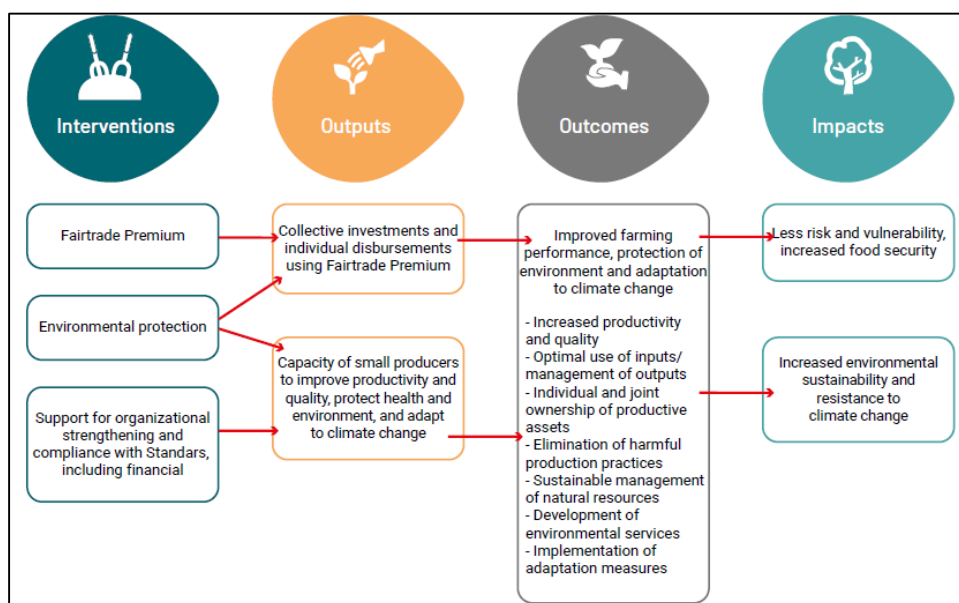 Interventions
Outputs
Outcomes
Impacts
Fairtrade Premium
Environmental protection
Support for organizational
strengthening and
compliance with Standars,
including financial
Collective investments and
individual disbursements
using Fairtrade Premium
Capacity of small producers
to improve productivity and
quality, protect health and
environment, and adapt
to climate change
Improved farming
performance, protection of
environment and adaptation
to climate change
- Increased productivity
and quality
- Optimal use of inputs/
management of outputs
- Individual and joint
ownership of productive
assets
- Elimination of harmful
production practices
- Sustainable management
of natural resources
- Development of
environmental services
- Implementation of
adaptation measures
Less risk and vulnerability,
increased food security
Increased environmental
sustainability and
resistance to
climate change